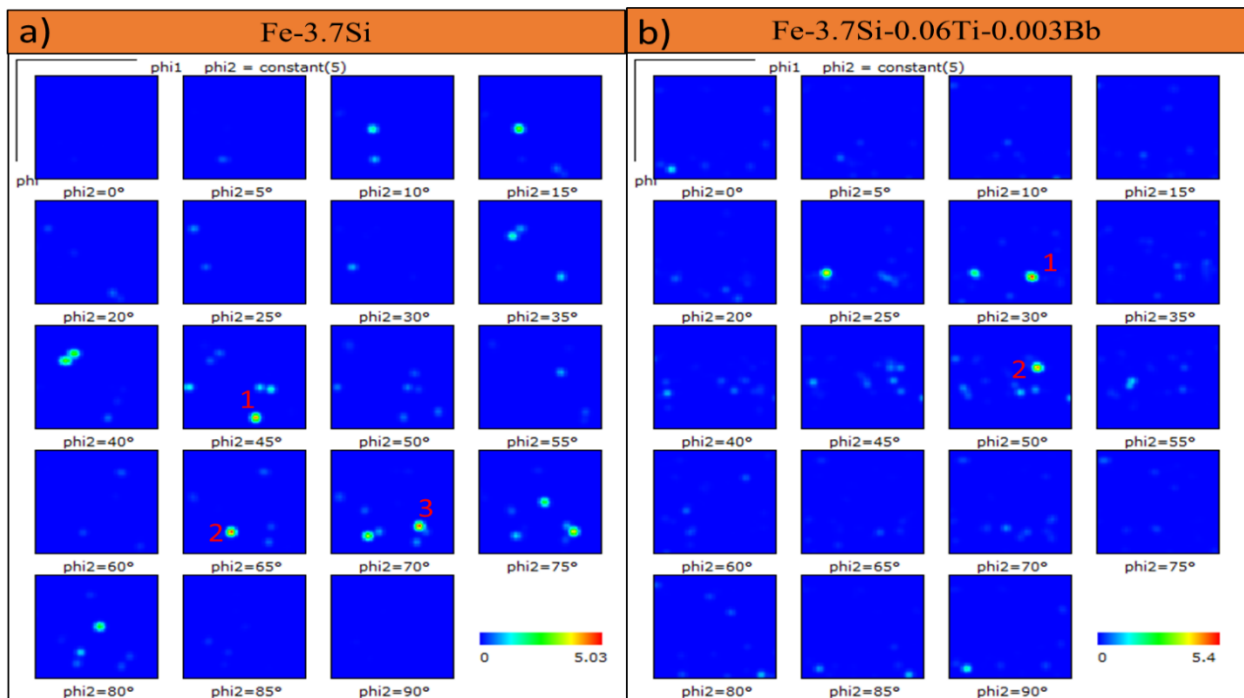 a) Fe-3.7Si
phi1 phi2 = constant(5)
phi
phi2=0° phi2=5° phi2=10° phi2=15°
phi2=20° phi2=25° phi2=30° phi2=35°
1
phi2=40° phi2=45° phi2=50° phi2=55°
2 3
phi2=60° phi2=65° phi2=70° phi2=75°
0 5.03
phi2=80° phi2=85° phi2=90°
b) Fe-3.7Si-0.06Ti-0.003Bb
phi1 phi2 = constant(5)
phi
phi2=0° phi2=5° phi2=10° phi2=15°
1
phi2=20° phi2=25° phi2=30° phi2=35°
2
phi2=40° phi2=45° phi2=50° phi2=55°
phi2=60° phi2=65° phi2=70° phi2=75°
0 5.4
phi2=80° phi2=85° phi2=90°